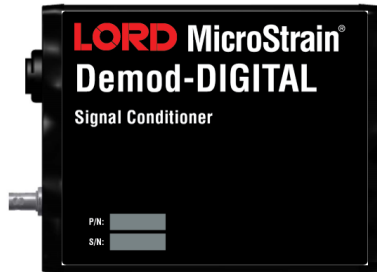 LORD MicroStrain®
Demod-DIGITAL
Signal Conditioner
P/N:
S/N: